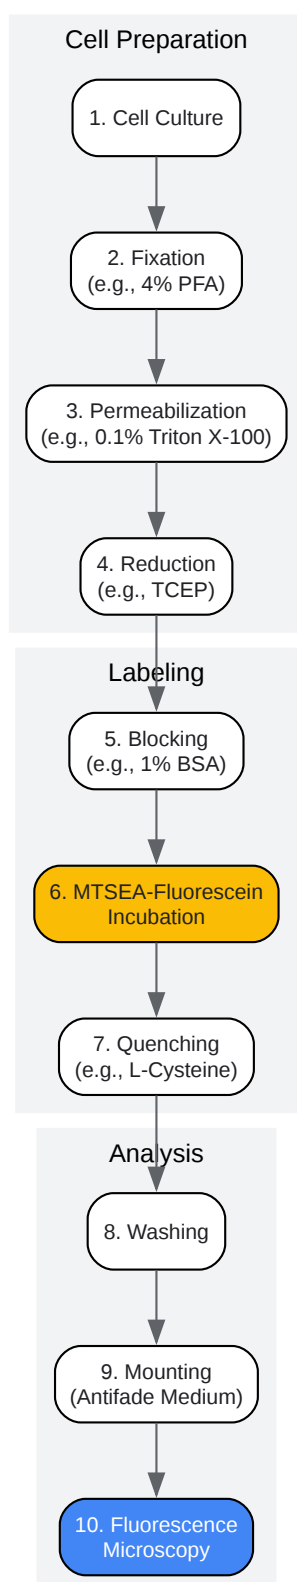 Cell Preparation
1. Cell Culture
2. Fixation
(e.g., 4% PFA)
3. Permeabilization
(e.g., 0.1% Triton X-100)
4. Reduction
(e.g., TCEP)
Labeling
5. Blocking
(e.g., 1% BSA)
6. MTSEA-Fluorescein
Incubation
7. Quenching
(e.g., L-Cysteine)
Analysis
8. Washing
9. Mounting
(Antifade Medium)
10. Fluorescence
Microscopy